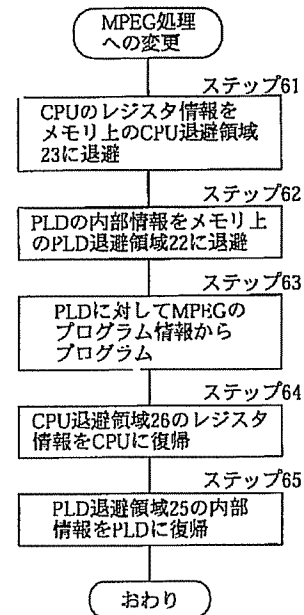 MPEG処理
への変更
ステップ61
CPUのレジスタ情報を
メモリ上のCPU退避領域
23に退避
ステップ62
PLDの内部情報をメモリ上
のPLD退避領域22に退避
ステップ63
PLDに対してMPEGの
プログラム情報から
プログラム
ステップ64
CPU退避領域26のレジスタ
情報をCPUに復帰
ステップ65
PLD退避領域25の内部
情報をPLDに復帰
おわり